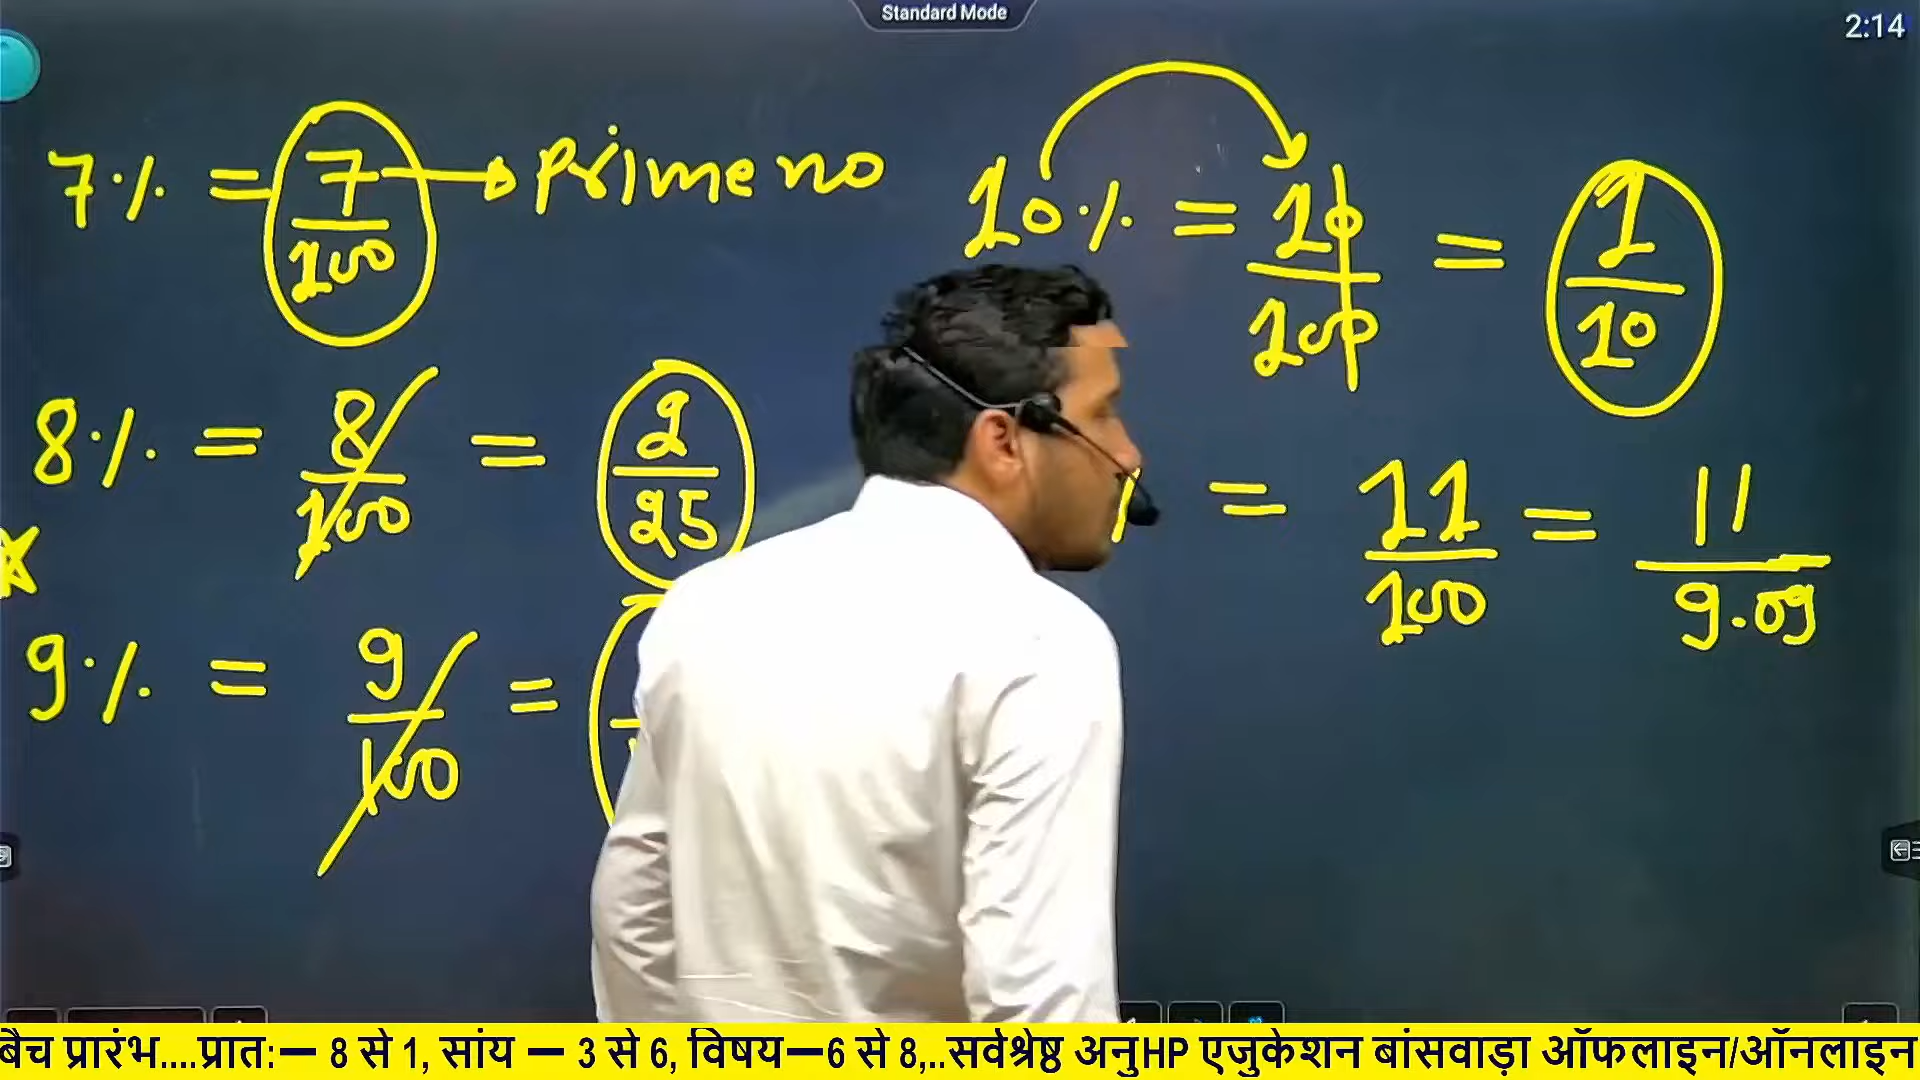 Standard Mode
2:14
7% = 7/100 → Prime no
10% = 10/100 = 1/10
8% = 8/100 = 2/25
= 11/100 = 11/9.09
9% = 9/100 =
बैच प्रारंभ....प्रात:— 8 से 1, सांय — 3 से 6, विषय—6 से 8,..सर्वश्रेष्ठ अनुHP एजुकेशन बांसवाड़ा ऑफलाइन/ऑनलाइन